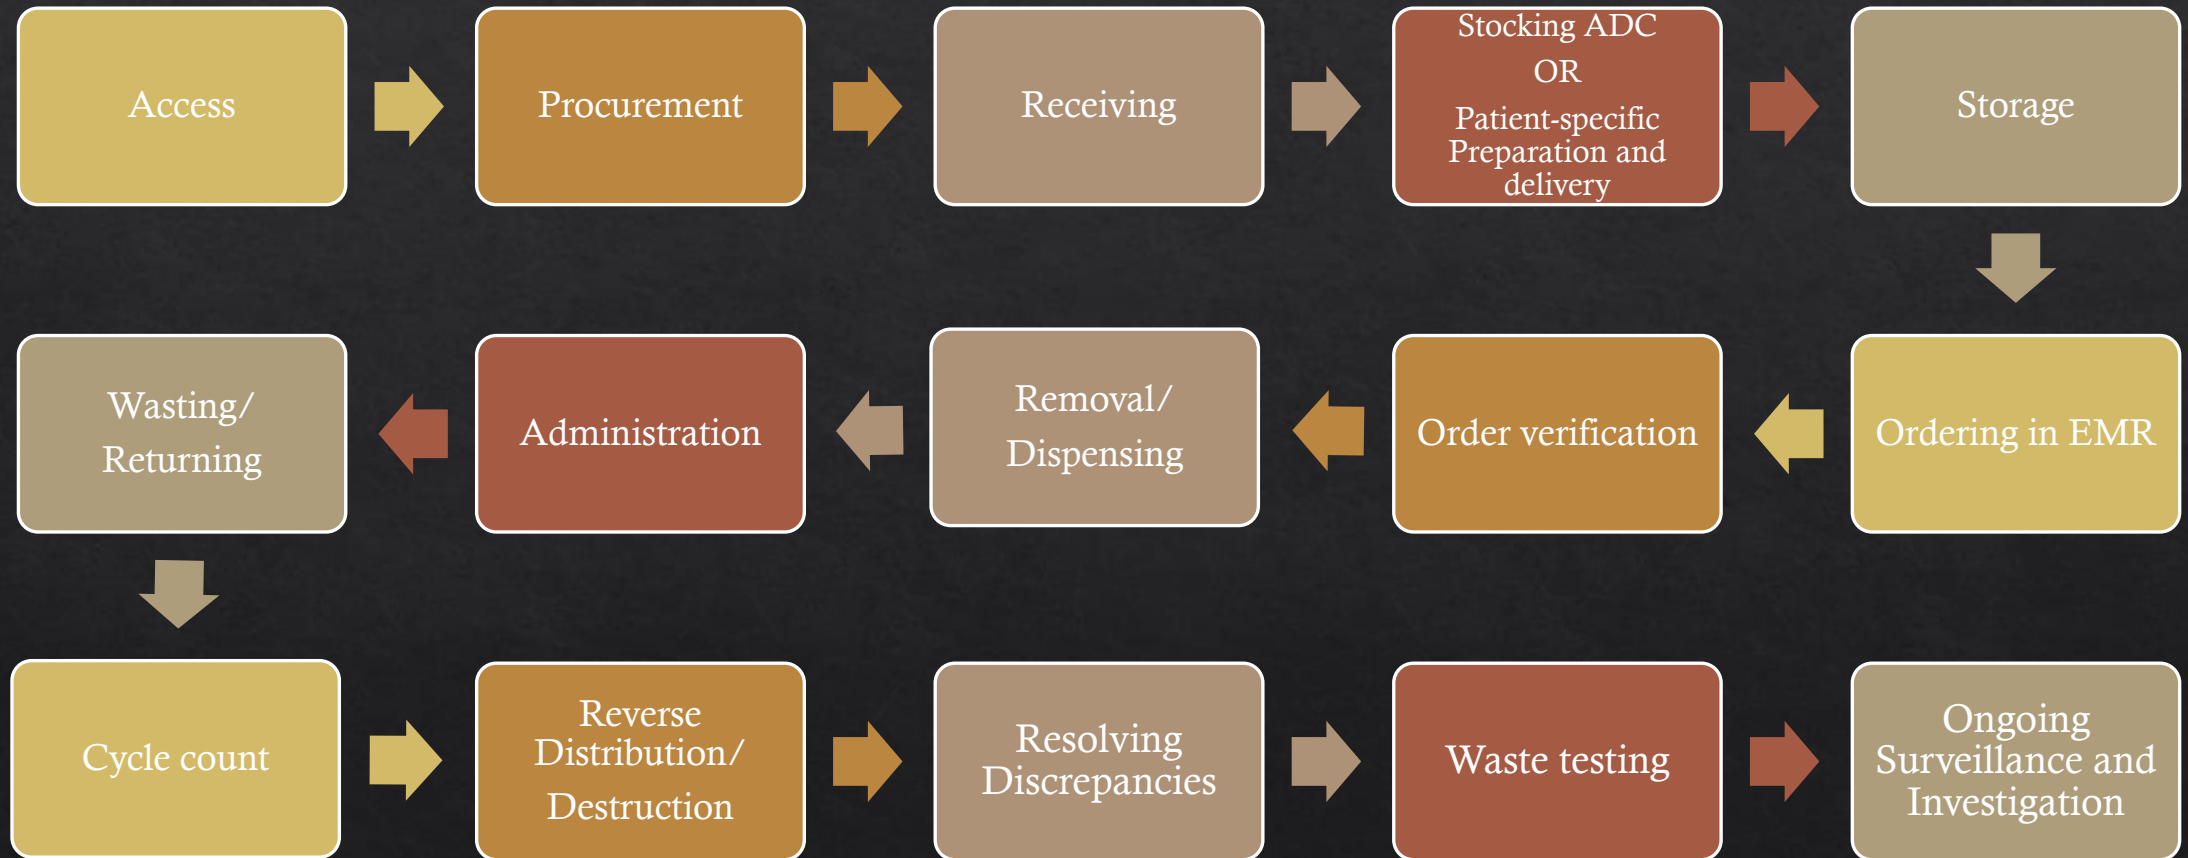 Access
Procurement
Receiving
Stocking ADC
OR
Patient-specific
Preparation and
delivery
Storage
Ordering in EMR
Order verification
Removal/
Dispensing
Administration
Wasting/
Returning
Cycle count
Reverse
Distribution/
Destruction
Resolving
Discrepancies
Waste testing
Ongoing
Surveillance and
Investigation